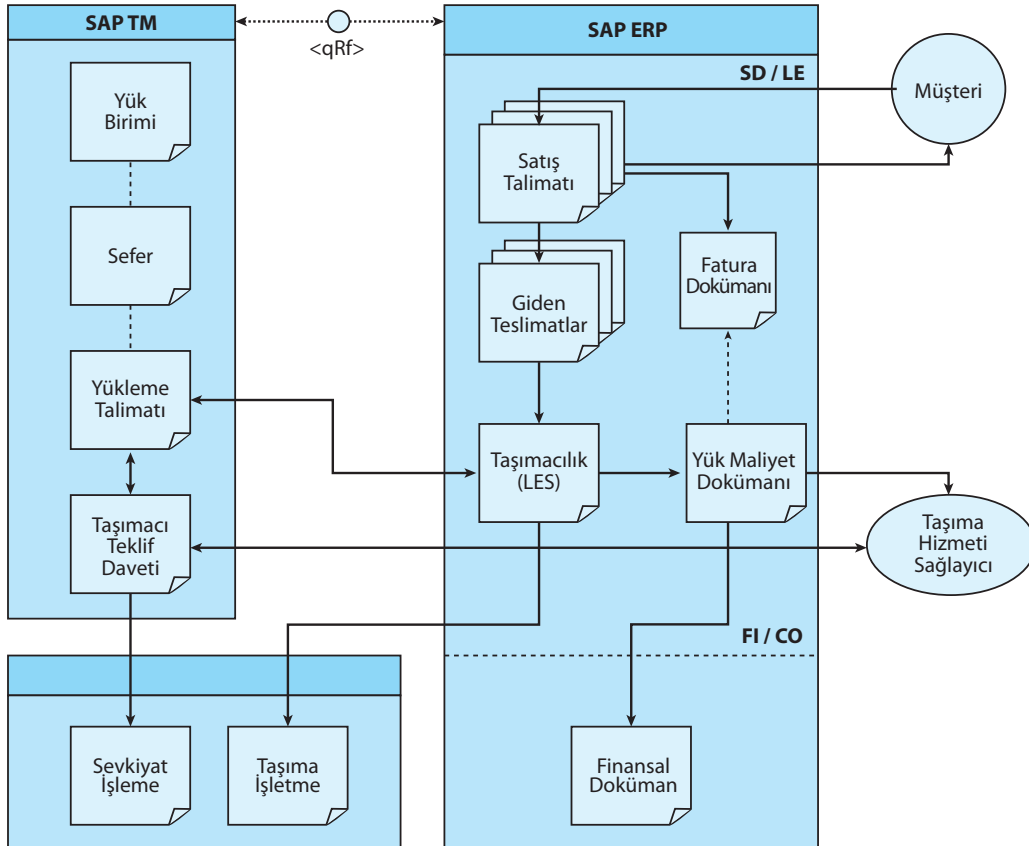 SAP TM
<qRf>
SAP ERP
SD / LE
Müşteri
Yük
Birimi
Satış
Talimatı
Sefer
Fatura
Dokümanı
Giden
Teslimatlar
Yükleme
Talimatı
Taşımacılık
(LES)
Yük Maliyet
Dokümanı
Taşımacı
Teklif
Daveti
Taşıma
Hizmeti
Sağlayıcı
FI / CO
Sevkiyat
İşleme
Taşıma
İşletme
Finansal
Doküman